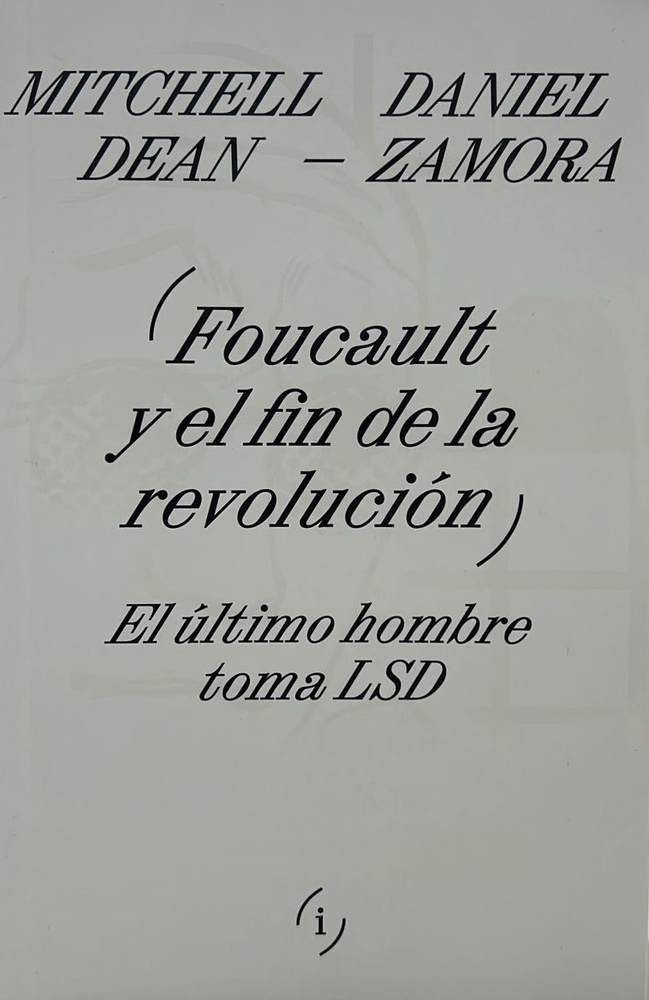 MITCHELL DANIEL
DEAN – ZAMORA
(Foucault
y el fin de la
revolución)
El último hombre
toma LSD
(i)